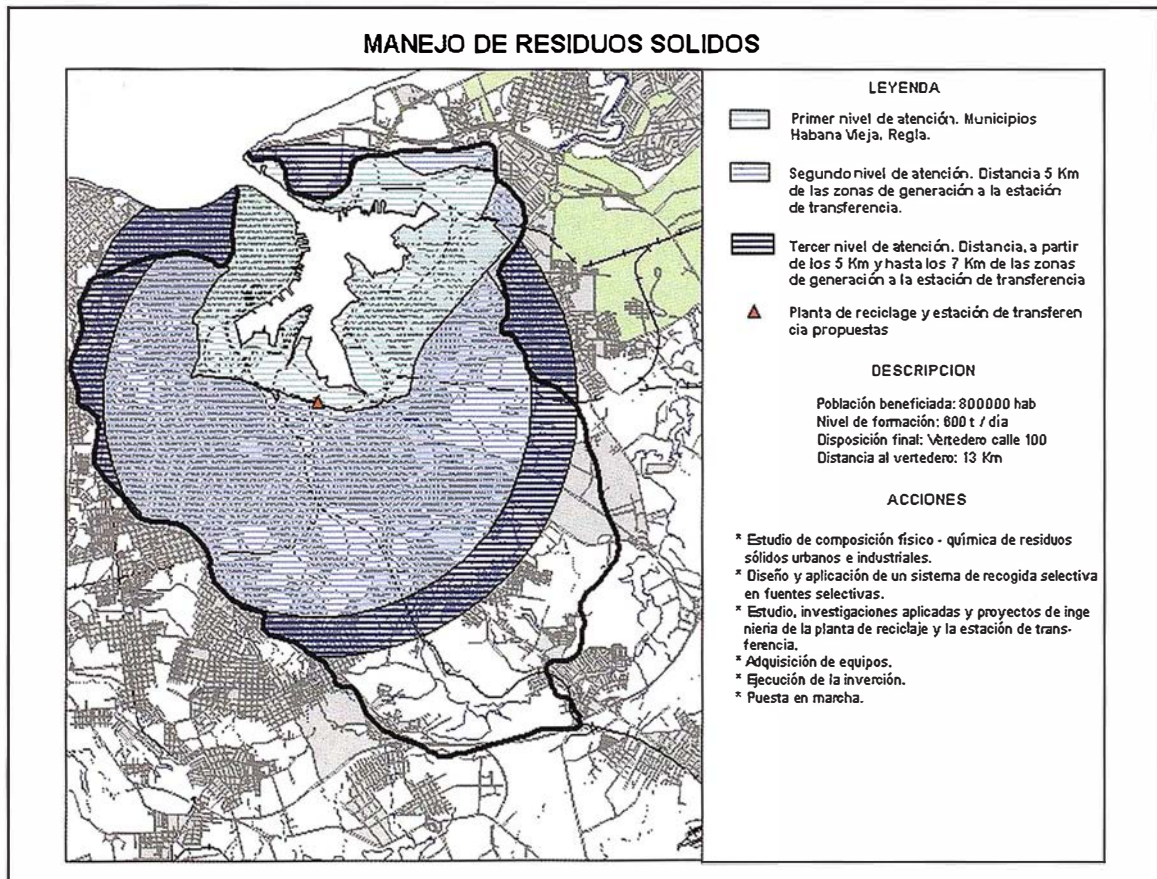 MANEJO DE RESIDUOS SOLIDOS
LEYENDA
Primer nivel de atención. Municipios
Habana Vieja, Regla.
Segundo nivel de atención. Distancia 5 Km
de las zonas de generación a la estación
de transferencia.
Tercer nivel de atención. Distancia, a partir
de los 5 Km y hasta los 7 Km de las zonas
de generación a la estación de transferencia
Planta de reciclage y estación de transferen
cia propuestas
DESCRIPCION
Población beneficiada: 800000 hab
Nivel de formación: 600 t / día
Disposición final: Vertedero calle 100
Distancia al vertedero: 13 Km
ACCIONES
* Estudio de composición físico - química de residuos
sólidos urbanos e industriales.
* Diseño y aplicación de un sistema de recogida selectiva
en fuentes selectivas.
* Estudio, investigaciones aplicadas y proyectos de inge
niería de la planta de reciclaje y la estación de trans-
ferencia.
* Adquisición de equipos.
* Ejecución de la inverción.
* Puesta en marcha.